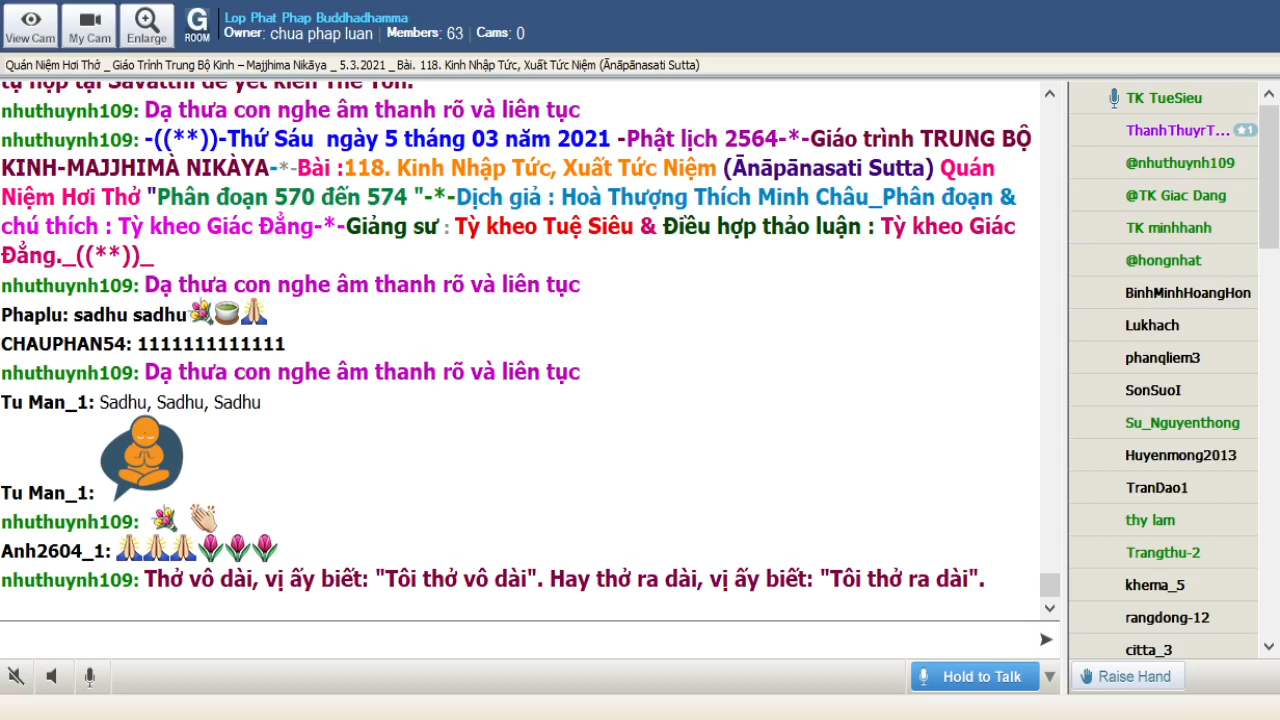 View Cam
My Cam
Enlarge
G
ROOM
Lop Phat Phap Buddhadhamma
Owner: chua phap luan Members: 63 Cams: 0
Quán Niệm Hơi Thở _ Giáo Trình Trung Bộ Kinh – Majjhima Nikāya _ 5.3.2021 _ Bài. 118. Kinh Nhập Tức, Xuất Tức Niệm (Ānāpānasati Sutta)
nhuthuynh109: Dạ thưa con nghe âm thanh rõ và liên tục
nhuthuynh109: -((**))-Thứ Sáu ngày 5 tháng 03 năm 2021 -Phật lịch 2564-*-Giáo trình TRUNG BỘ
KINH-MAJJHIMÀ NIKÀYA-*-Bài :118. Kinh Nhập Tức, Xuất Tức Niệm (Ānāpānasati Sutta) Quán
Niệm Hơi Thở "Phân đoạn 570 đến 574 "-*-Dịch giả : Hoà Thượng Thích Minh Châu_Phân đoạn &
chú thích : Tỳ kheo Giác Đẳng-*-Giảng sư : Tỳ kheo Tuệ Siêu & Điều hợp thảo luận : Tỳ kheo Giác
Đẳng._((**))_
nhuthuynh109: Dạ thưa con nghe âm thanh rõ và liên tục
Phaplu: sadhu sadhu
CHAUPHAN54: 1111111111111
nhuthuynh109: Dạ thưa con nghe âm thanh rõ và liên tục
Tu Man_1: Sadhu, Sadhu, Sadhu
Tu Man_1:
nhuthuynh109:
Anh2604_1:
nhuthuynh109: Thở vô dài, vị ấy biết: "Tôi thở vô dài". Hay thở ra dài, vị ấy biết: "Tôi thở ra dài".
Hold to Talk
TK TueSieu
ThanhThuyrT... ★1
@nhuthuynh109
@TK Giac Dang
TK minhhanh
@hongnhat
BinhMinhHoangHon
Lukhach
phanqliem3
SonSuoI
Su_Nguyenthong
Huyenmong2013
TranDao1
thy lam
Trangthu-2
khema_5
rangdong-12
citta_3
Raise Hand